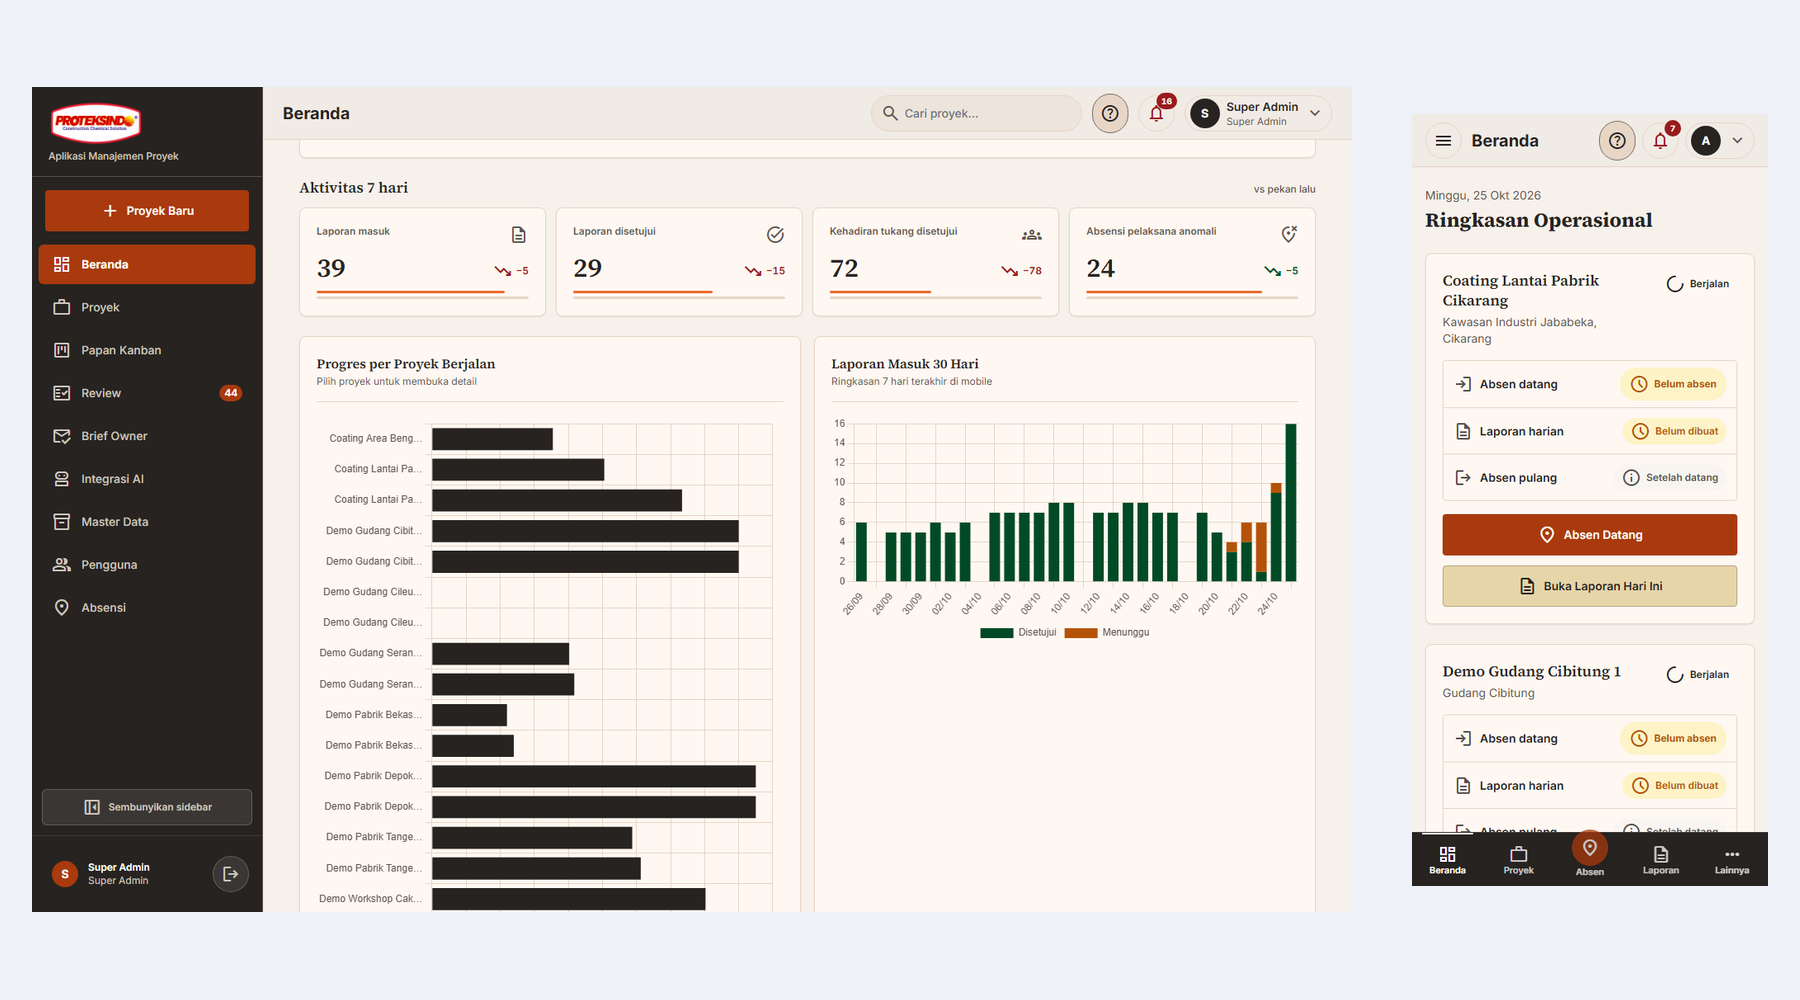 PROTEKSINDO
Construction Chemical Solution
Aplikasi Manajemen Proyek
Proyek Baru
Beranda
Proyek
Papan Kanban
Review
44
Brief Owner
Integrasi AI
Master Data
Pengguna
Absensi
Sembunyikan sidebar
S
Super Admin
Super Admin
Beranda
Cari proyek...
16
S
Super Admin
Super Admin
Aktivitas 7 hari
vs pekan lalu
Laporan masuk
39
−5
Laporan disetujui
29
−15
Kehadiran tukang disetujui
72
−78
Absensi pelaksana anomali
24
−5
Progres per Proyek Berjalan
Pilih proyek untuk membuka detail
Coating Area Beng…
Coating Lantai Pa…
Coating Lantai Pa…
Demo Gudang Cibit…
Demo Gudang Cibit…
Demo Gudang Cileu…
Demo Gudang Cileu…
Demo Gudang Seran…
Demo Gudang Seran…
Demo Pabrik Bekas…
Demo Pabrik Bekas…
Demo Pabrik Depok…
Demo Pabrik Depok…
Demo Pabrik Tange…
Demo Pabrik Tange…
Demo Workshop Cak…
Laporan Masuk 30 Hari
Ringkasan 7 hari terakhir di mobile
16
14
12
10
8
6
4
2
0
26/09
28/09
30/09
02/10
04/10
06/10
08/10
10/10
12/10
14/10
16/10
18/10
20/10
22/10
24/10
Disetujui
Menunggu
Beranda
7
A
Minggu, 25 Okt 2026
Ringkasan Operasional
Coating Lantai Pabrik
Cikarang
Berjalan
Kawasan Industri Jababeka,
Cikarang
Absen datang
Belum absen
Laporan harian
Belum dibuat
Absen pulang
Setelah datang
Absen Datang
Buka Laporan Hari Ini
Demo Gudang Cibitung 1
Berjalan
Gudang Cibitung
Absen datang
Belum absen
Laporan harian
Belum dibuat
Absen pulang
Setelah datang
Beranda
Proyek
Absen
Laporan
Lainnya